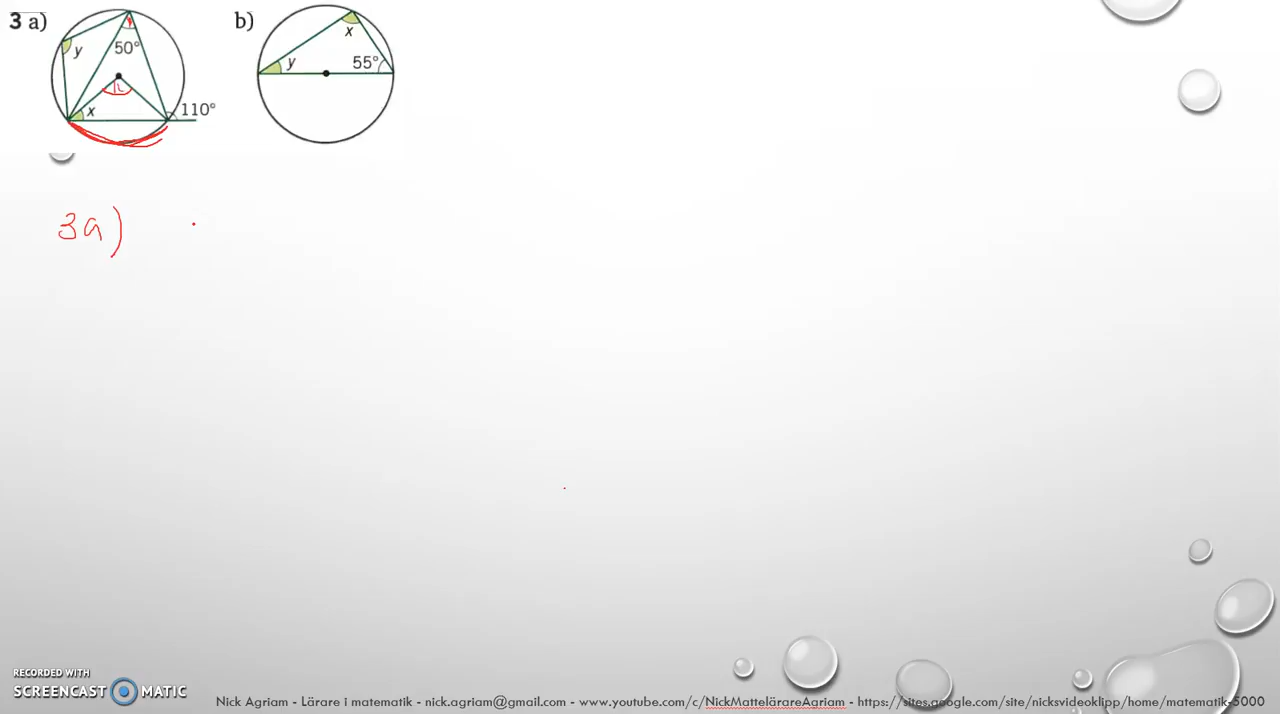 3 a)
y
50°
x
110°
b)
x
y
55°
3a)
RECORDED WITH
SCREENCAST MATIC
Nick Agriam - Lärare i matematik - nick.agriam@gmail.com - www.youtube.com/c/NickMattelärareAgriam - https://sites.google.com/site/nicksvideoklipp/home/matematik-5000